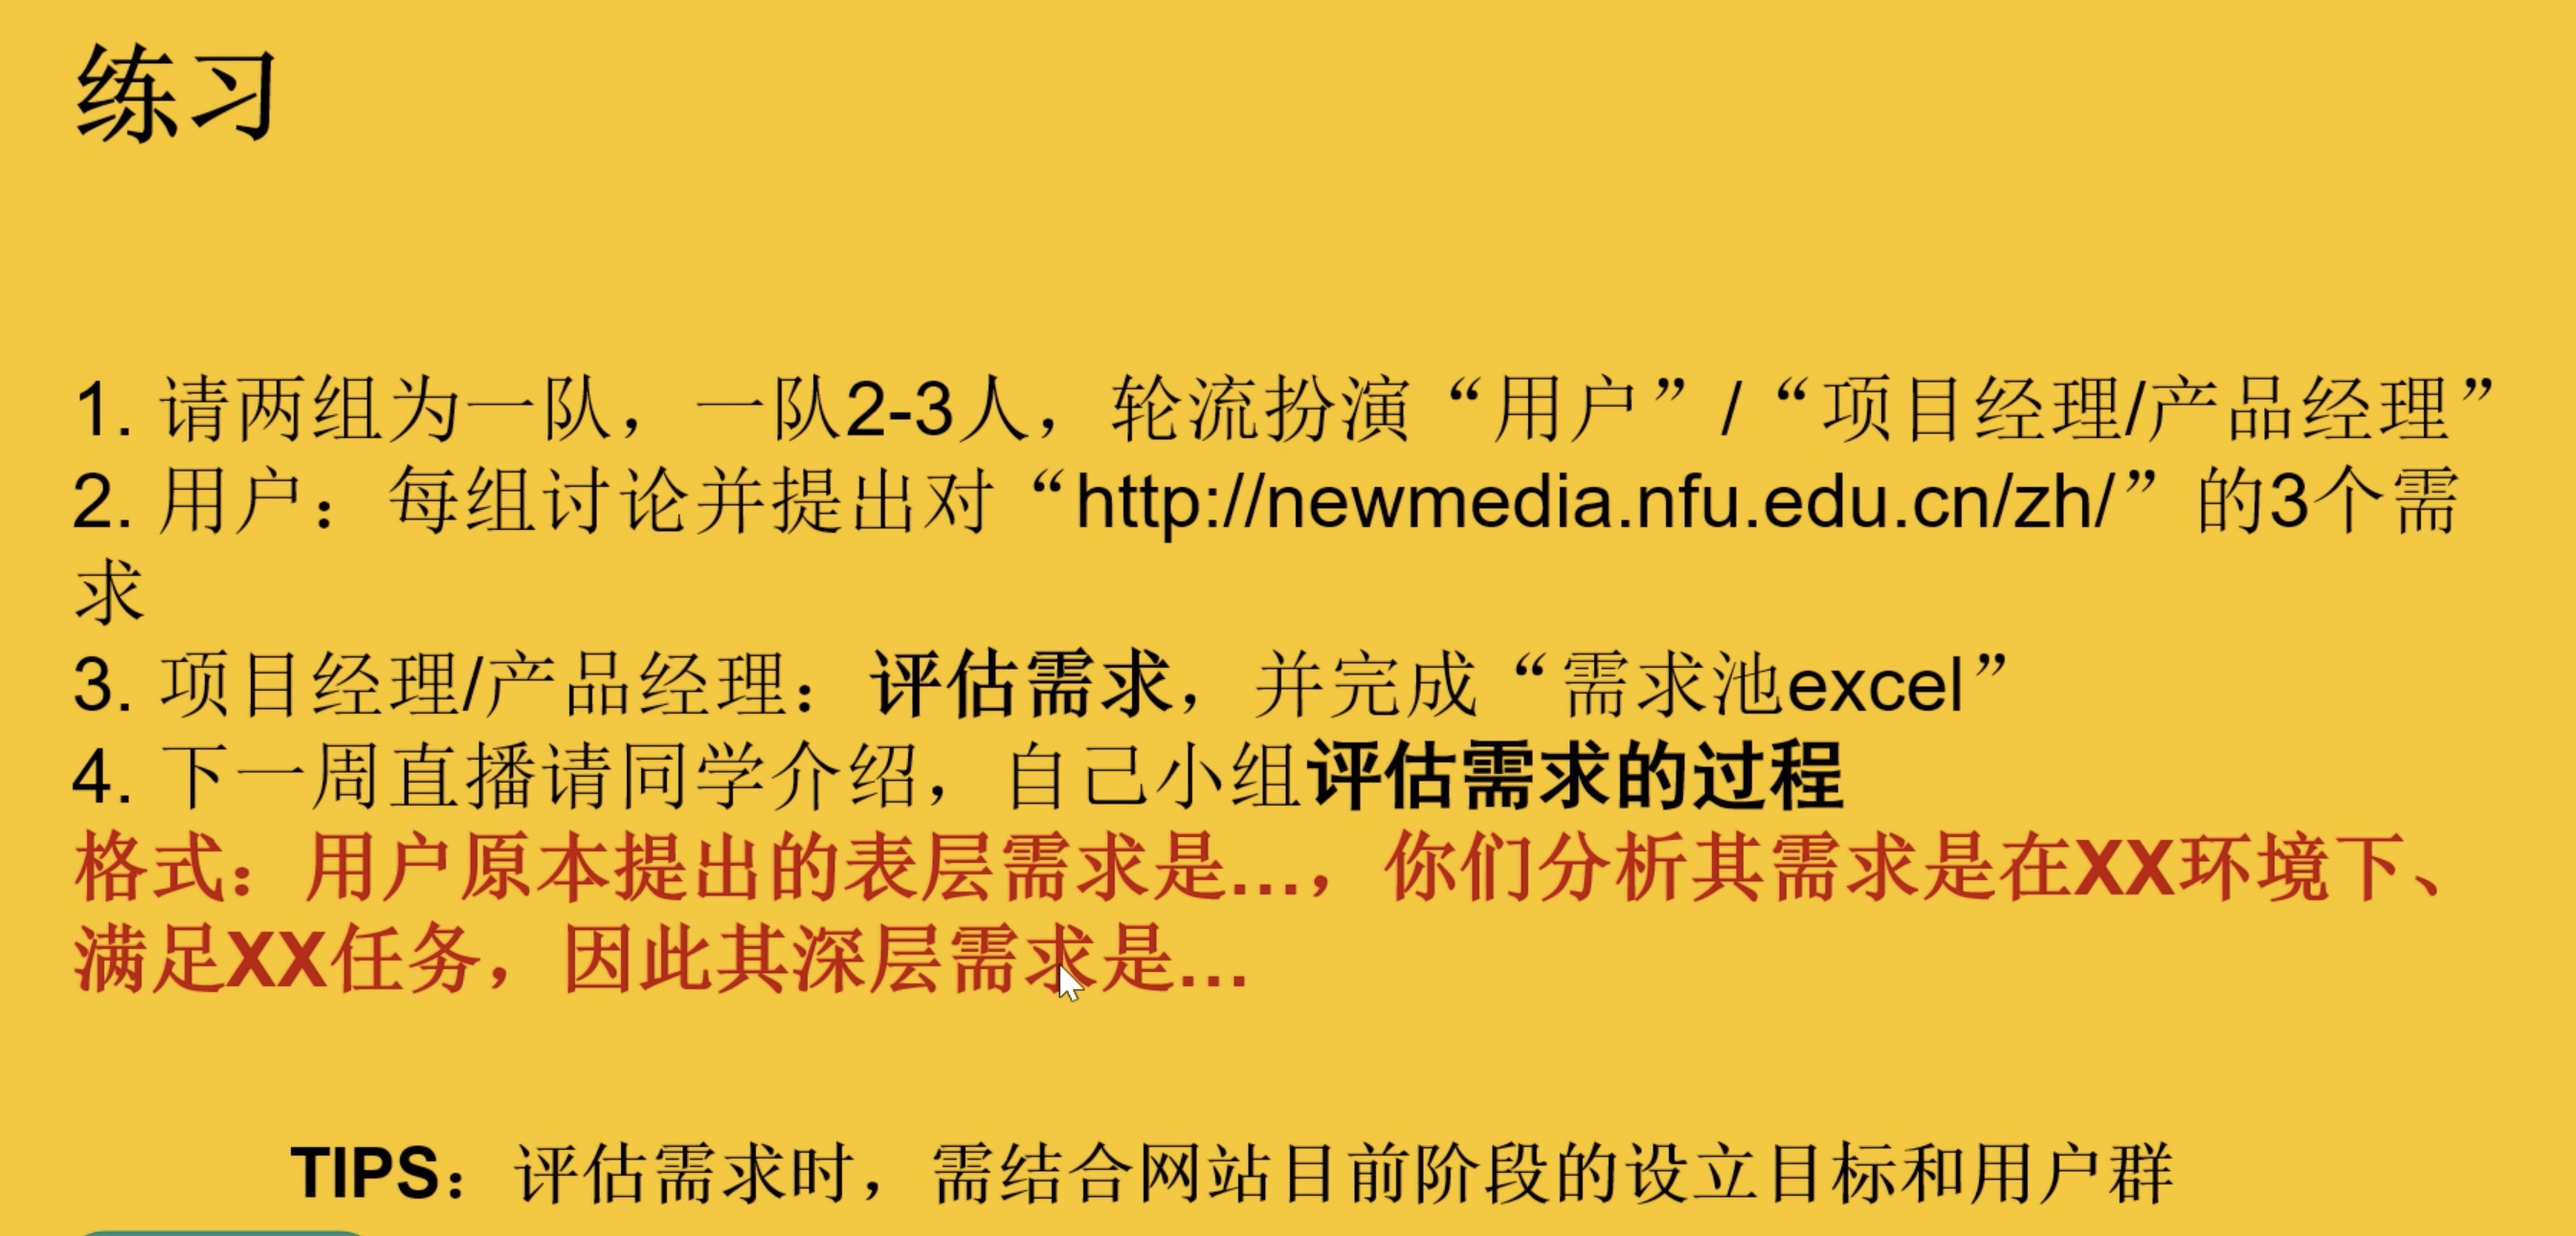 练习
1. 请两组为一队，一队2-3人，轮流扮演“用户” / “项目经理/产品经理”
2. 用户：每组讨论并提出对“http://newmedia.nfu.edu.cn/zh/”的3个需
求
3. 项目经理/产品经理：评估需求，并完成“需求池excel”
4. 下一周直播请同学介绍，自己小组评估需求的过程
格式：用户原本提出的表层需求是…，你们分析其需求是在XX环境下、
满足XX任务，因此其深层需求是…
TIPS：评估需求时，需结合网站目前阶段的设立目标和用户群